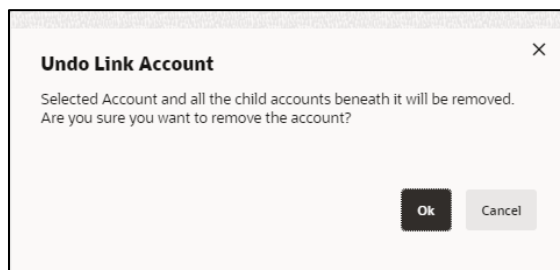 Undo Link Account
Selected Account and all the child accounts beneath it will be removed.
Are you sure you want to remove the account?
Ok Cancel